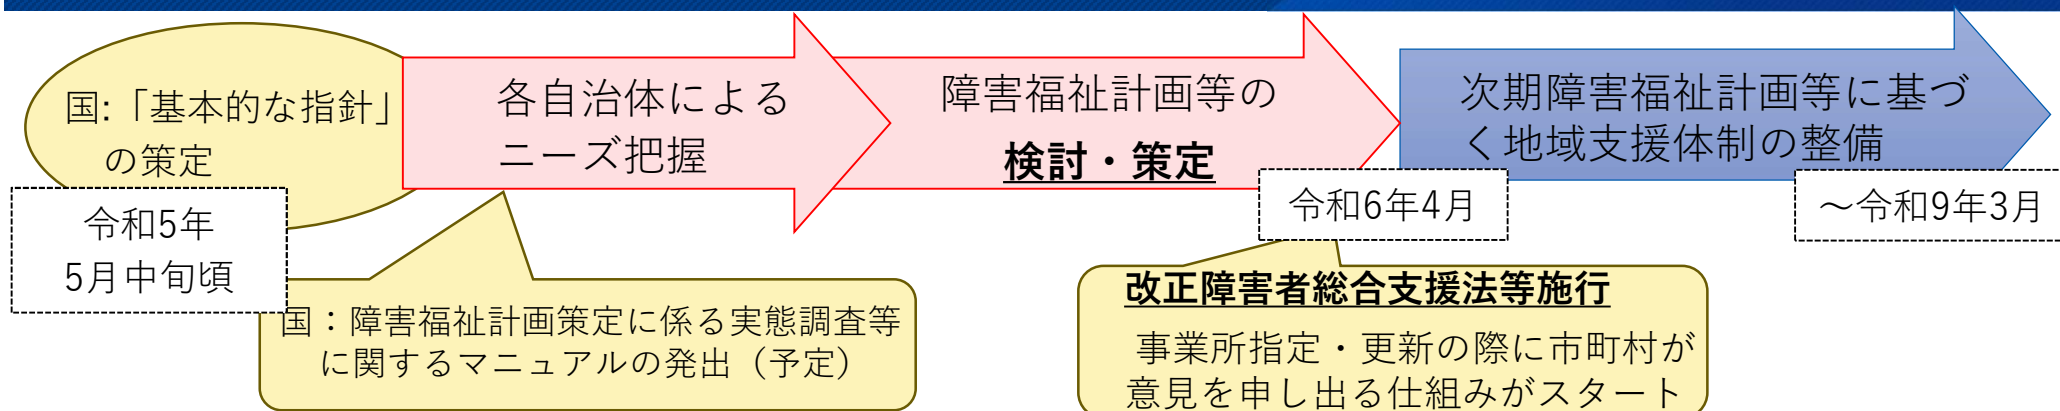 国:「基本的な指針」
の策定
令和5年
5月中旬頃
各自治体による
ニーズ把握
国：障害福祉計画策定に係る実態調査等
に関するマニュアルの発出（予定）
障害福祉計画等の
検討・策定
令和6年4月
改正障害者総合支援法等施行
事業所指定・更新の際に市町村が
意見を申し出る仕組みがスタート
次期障害福祉計画等に基づ
く地域支援体制の整備
～令和9年3月